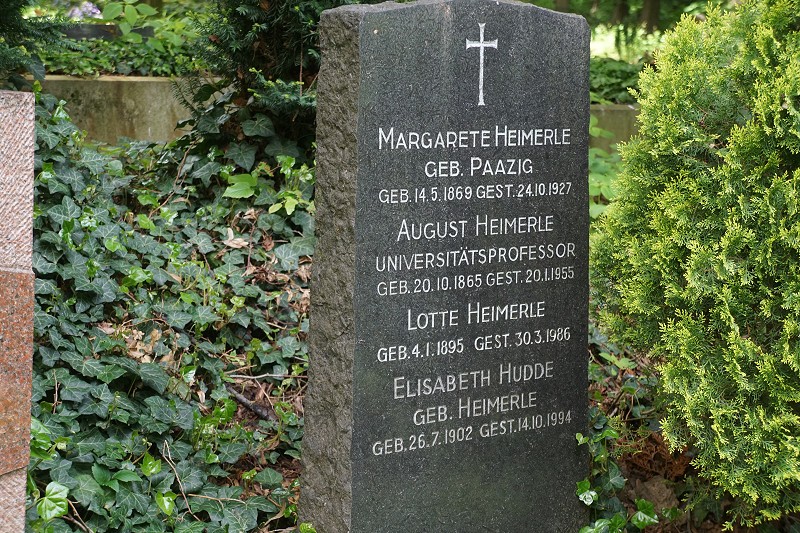 MARGARETE HEIMERLE
GEB. PAAZIG
GEB. 14.5.1869 GEST. 24.10.1927
AUGUST HEIMERLE
UNIVERSITÄTSPROFESSOR
GEB. 20.10.1865 GEST. 20.1.1955
LOTTE HEIMERLE
GEB. 4.1.1895 GEST. 30.3.1986
ELISABETH HUDDE
GEB. HEIMERLE
GEB. 26.7.1902 GEST. 14.10.1994